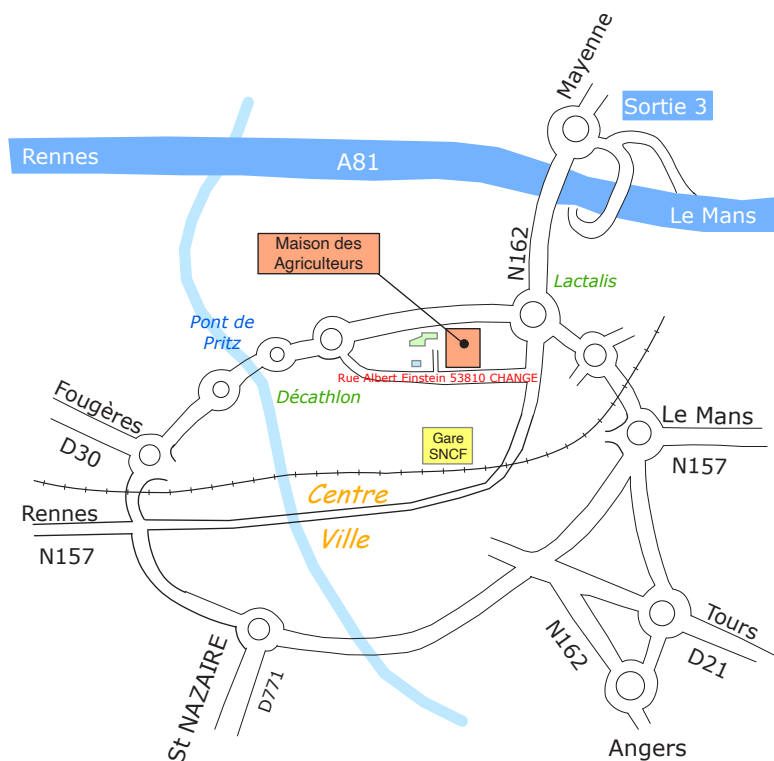 Mayenne
Sortie 3
Rennes
A81
Le Mans
N162
Maison des
Agriculteurs
Lactalis
Pont de
Pritz
Rue Albert Einstein 53810 CHANGE
Décathlon
Fougères
D30
Le Mans
N157
Gare
SNCF
Centre
Ville
Rennes
N157
St NAZAIRE
D771
N162
Tours
D21
Angers